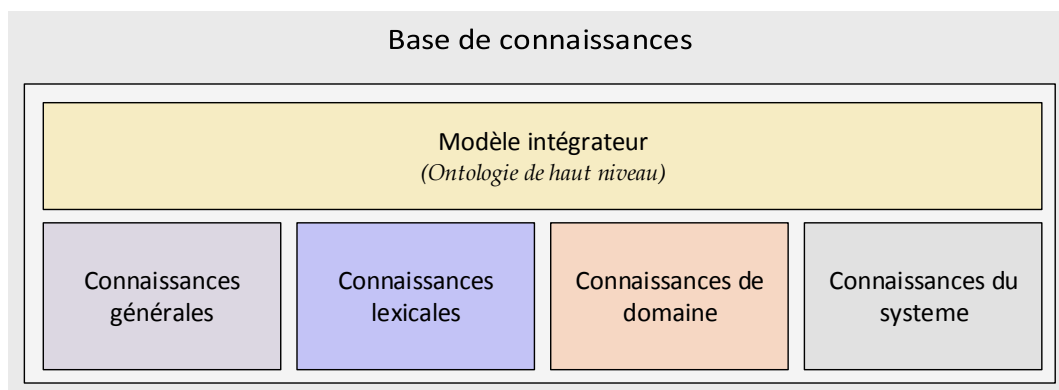 Base de connaissances
Modèle intégrateur
(Ontologie de haut niveau)
Connaissances
générales
Connaissances
lexicales
Connaissances de
domaine
Connaissances du
systeme